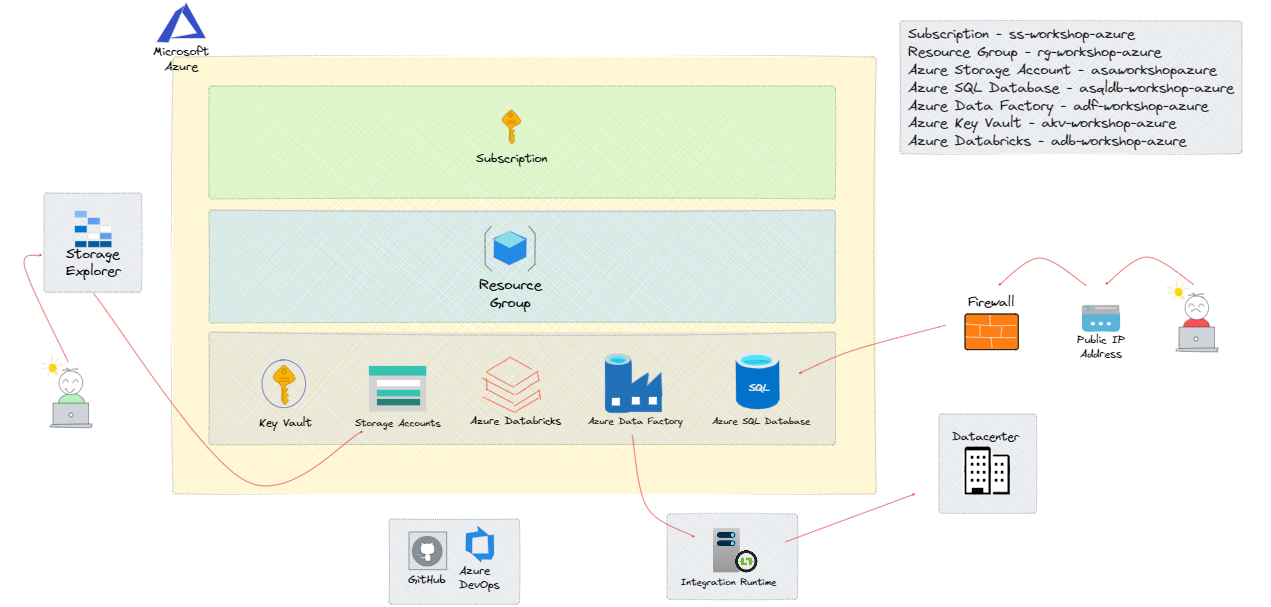 Microsoft
Azure
Subscription - ss-workshop-azure
Resource Group - rg-workshop-azure
Azure Storage Account - asaworkshopazure
Azure SQL Database - asqldb-workshop-azure
Azure Data Factory - adf-workshop-azure
Azure Key Vault - akv-workshop-azure
Azure Databricks - adb-workshop-azure
Subscription
Storage
Explorer
Resource
Group
Firewall
Public IP
Address
SQL
Key Vault
Storage Accounts
Azure Databricks
Azure Data Factory
Azure SQL Database
Datacenter
GitHub
Azure
DevOps
Integration Runtime